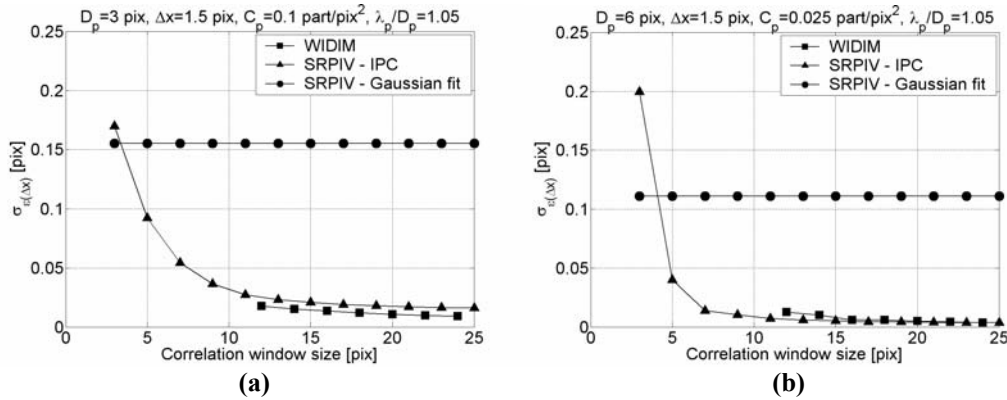 D_p=3 pix, Δx=1.5 pix, C_p=0.1 part/pix², λ_p/D_p=1.05
0.25
0.2
0.15
0.1
0.05
0
σ_ε(Δx) [pix]
WIDIM
SRPIV - IPC
SRPIV - Gaussian fit
0 5 10 15 20 25
Correlation window size [pix]
(a)
D_p=6 pix, Δx=1.5 pix, C_p=0.025 part/pix², λ_p/D_p=1.05
0.25
0.2
0.15
0.1
0.05
0
σ_ε(Δx) [pix]
WIDIM
SRPIV - IPC
SRPIV - Gaussian fit
0 5 10 15 20 25
Correlation window size [pix]
(b)